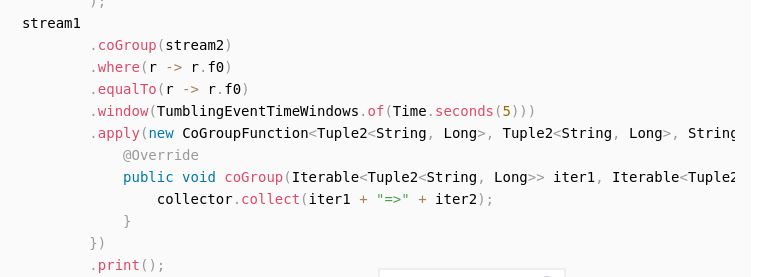 );
stream1
.coGroup(stream2)
.where(r -> r.f0)
.equalTo(r -> r.f0)
.window(TumblingEventTimeWindows.of(Time.seconds(5)))
.apply(new CoGroupFunction<Tuple2<String, Long>, Tuple2<String, Long>, String
@Override
public void coGroup(Iterable<Tuple2<String, Long>> iter1, Iterable<Tuple2
collector.collect(iter1 + "=>" + iter2);
}
})
.print();